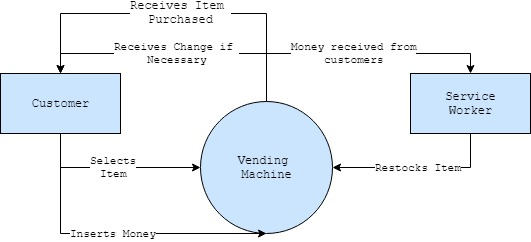 Receives Item
Purchased
Receives Change if
Necessary
Money received from
customers
Customer
Service
Worker
Selects
Item
Vending
Machine
Restocks Item
Inserts Money